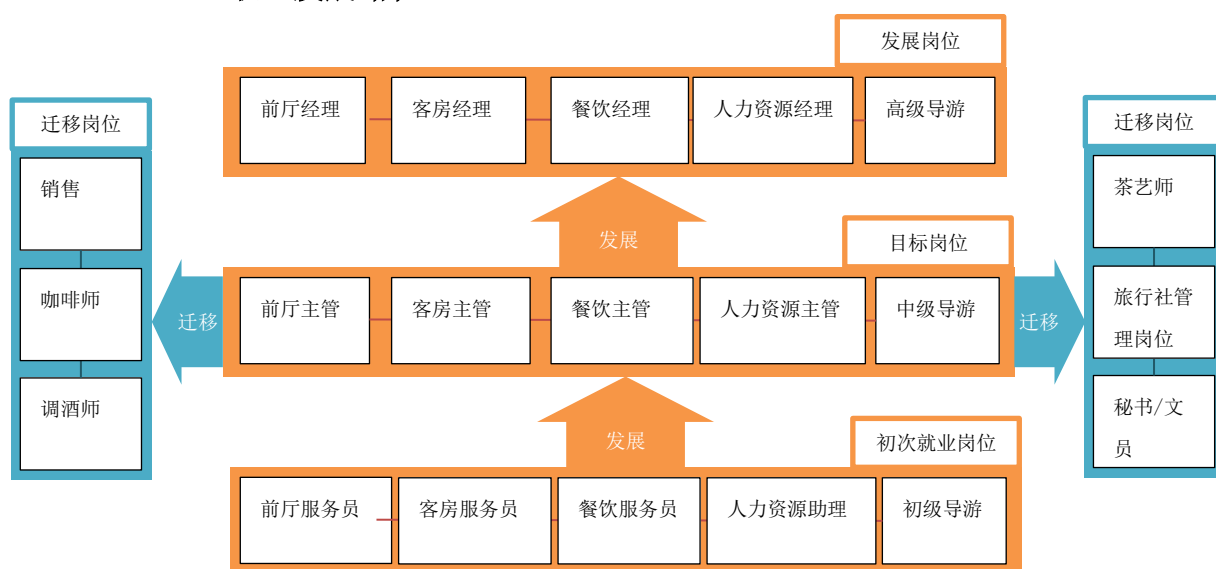 发展岗位
前厅经理
客房经理
餐饮经理
人力资源经理
高级导游
迁移岗位
销售
咖啡师
调酒师
迁移岗位
茶艺师
旅行社管
理岗位
秘书/文
员
发展
目标岗位
迁移
前厅主管
客房主管
餐饮主管
人力资源主管
中级导游
迁移
发展
初次就业岗位
前厅服务员
客房服务员
餐饮服务员
人力资源助理
初级导游